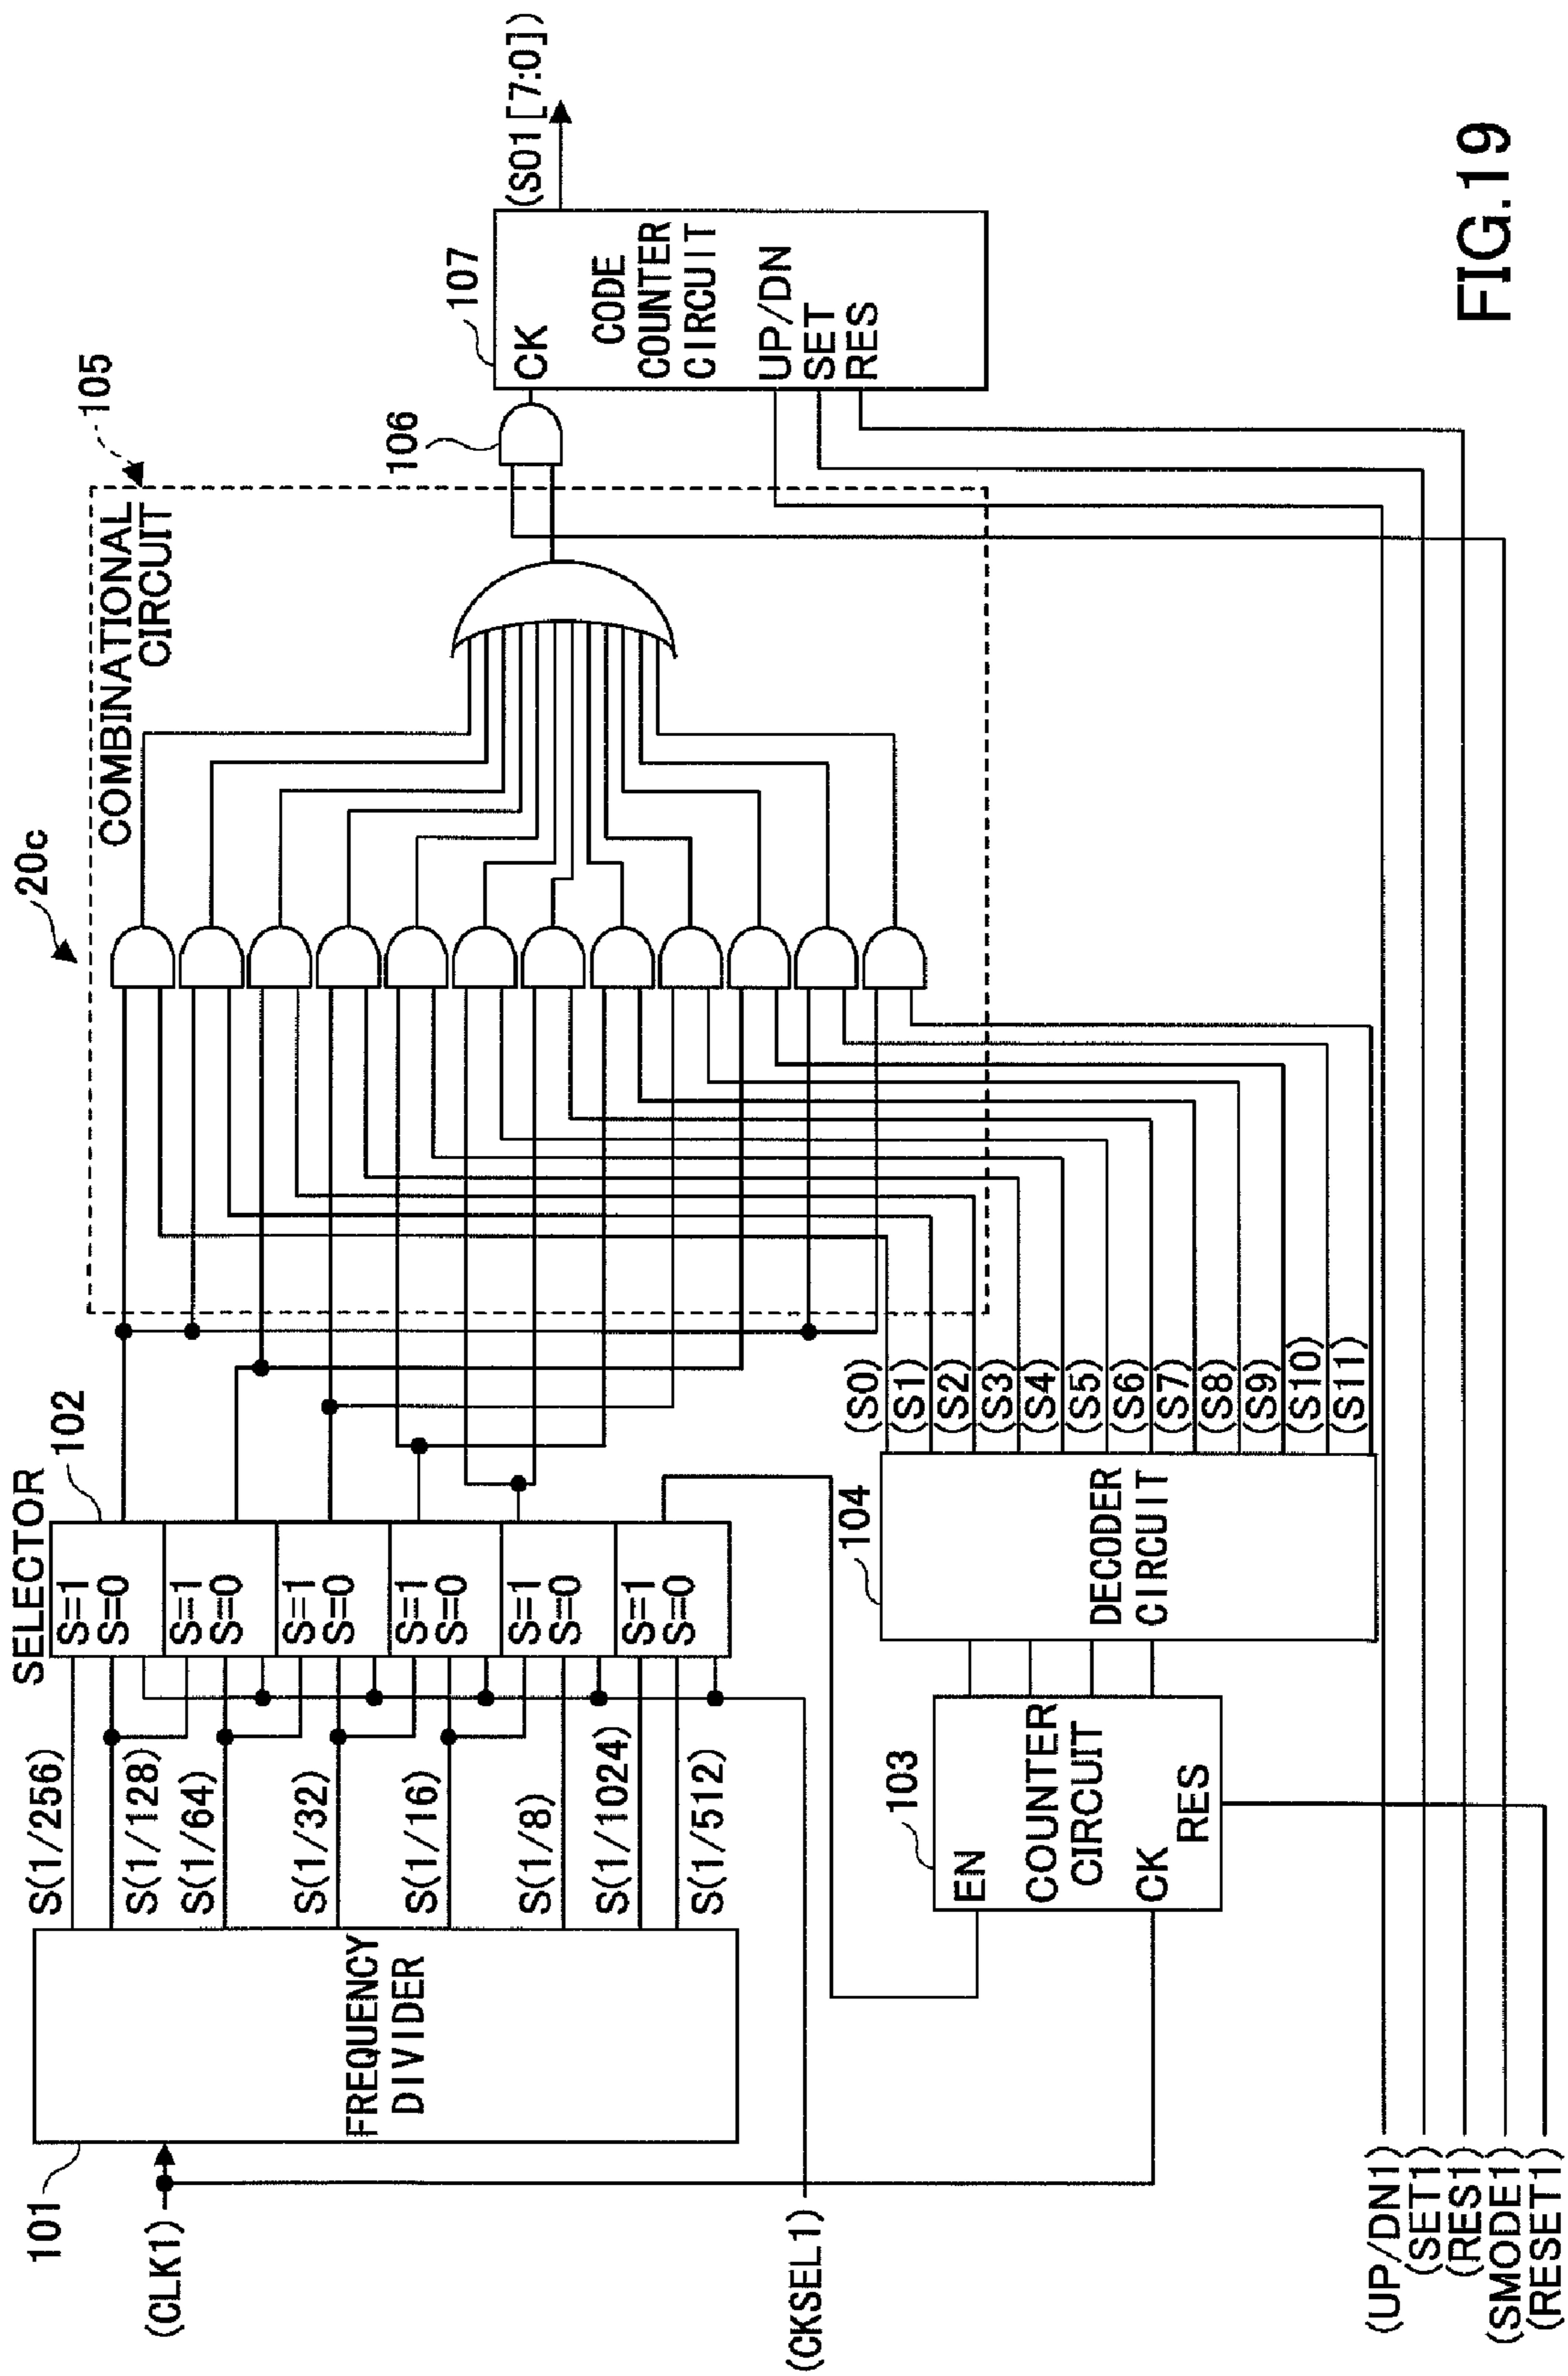 20c
105
COMBINATIONAL
CIRCUIT
SELECTOR
102
S=1
S=0
S=1
S=0
S=1
S=0
S=1
S=0
S=1
S=0
S=1
S=0
101
FREQUENCY
DIVIDER
S(1/256)
S(1/128)
S(1/64)
S(1/32)
S(1/16)
S(1/8)
S(1/1024)
S(1/512)
(CLK1)
(CKSEL1)
103
EN
COUNTER
CIRCUIT
CK
RES
104
DECODER
CIRCUIT
(S0)
(S1)
(S2)
(S3)
(S4)
(S5)
(S6)
(S7)
(S8)
(S9)
(S10)
(S11)
106
107
CK
CODE
COUNTER
CIRCUIT
UP/DN
SET
RES
(SO1[7:0])
(UP/DN1)
(SET1)
(RES1)
(SMODE1)
(RESET1)
FIG.19